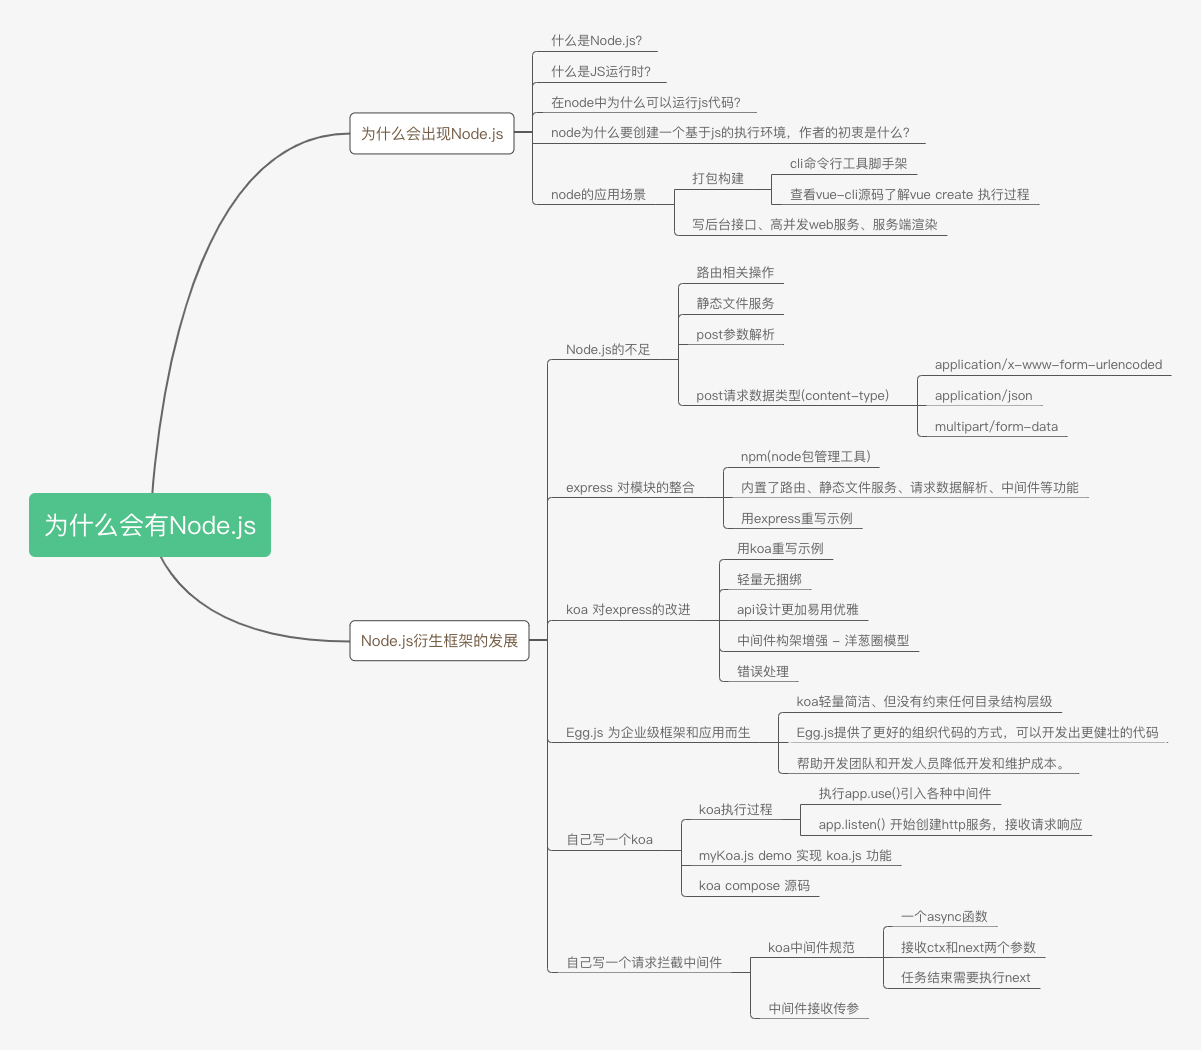 为什么会有Node.js
为什么会出现Node.js
什么是Node.js?
什么是JS运行时?
在node中为什么可以运行js代码?
node为什么要创建一个基于js的执行环境，作者的初衷是什么?
node的应用场景
打包构建
cli命令行工具脚手架
查看vue-cli源码了解vue create 执行过程
写后台接口、高并发web服务、服务端渲染
Node.js衍生框架的发展
Node.js的不足
路由相关操作
静态文件服务
post参数解析
post请求数据类型(content-type)
application/x-www-form-urlencoded
application/json
multipart/form-data
express 对模块的整合
npm(node包管理工具)
内置了路由、静态文件服务、请求数据解析、中间件等功能
用express重写示例
koa 对express的改进
用koa重写示例
轻量无捆绑
api设计更加易用优雅
中间件构架增强 - 洋葱圈模型
错误处理
Egg.js 为企业级框架和应用而生
koa轻量简洁、但没有约束任何目录结构层级
Egg.js提供了更好的组织代码的方式，可以开发出更健壮的代码
帮助开发团队和开发人员降低开发和维护成本。
自己写一个koa
koa执行过程
执行app.use()引入各种中间件
app.listen() 开始创建http服务，接收请求响应
myKoa.js demo 实现 koa.js 功能
koa compose 源码
自己写一个请求拦截中间件
koa中间件规范
一个async函数
接收ctx和next两个参数
任务结束需要执行next
中间件接收传参